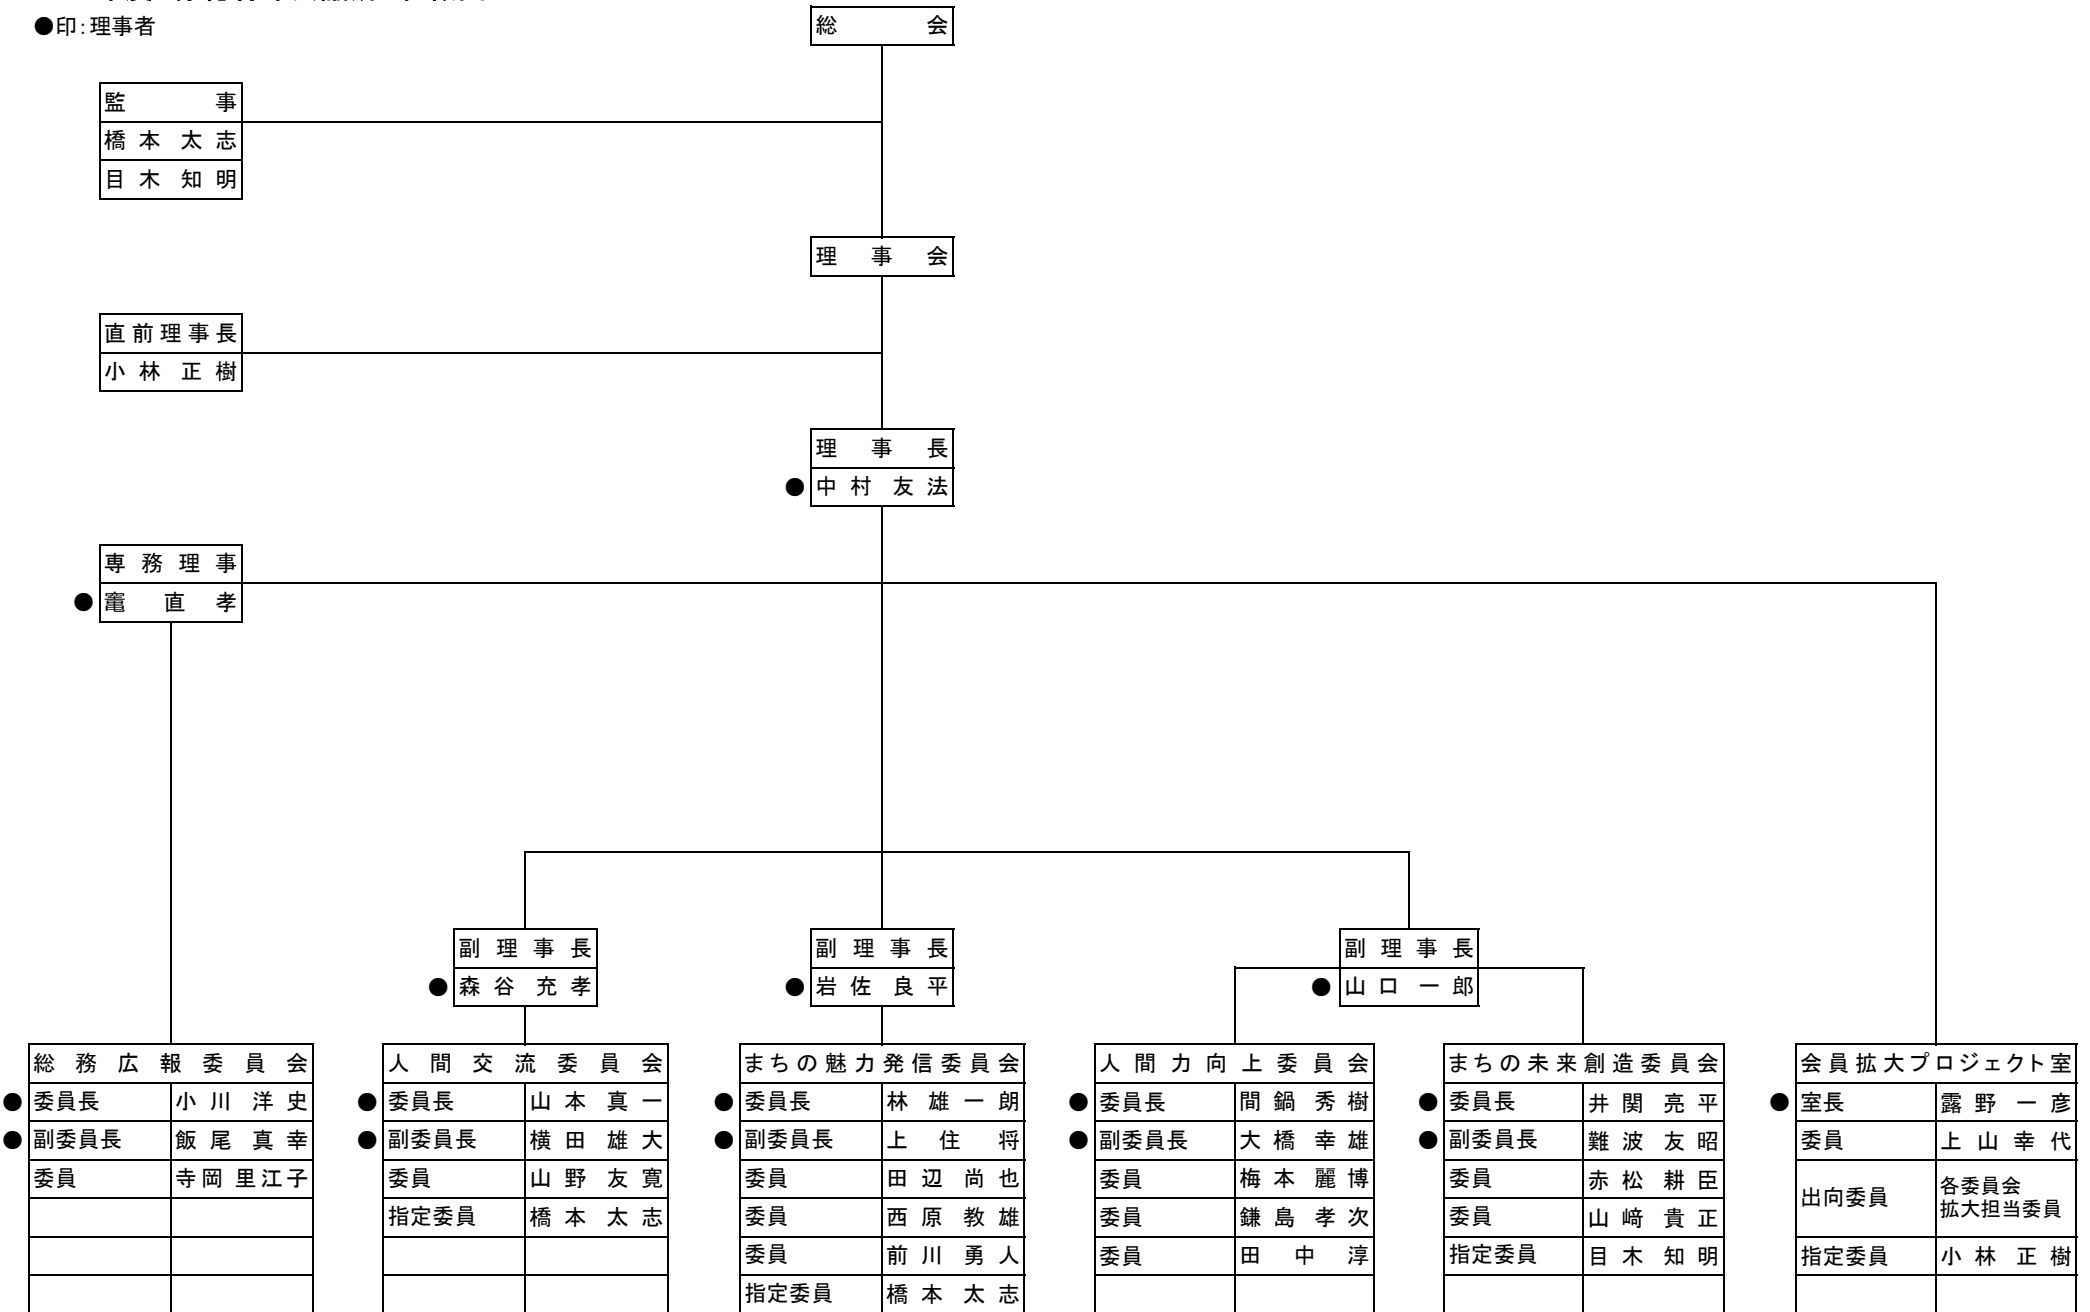 ●印：理事者
総会
監事
橋本 太志
目木 知明
理事会
直前理事長
小林 正樹
理事長
● 中村 友法
専務理事
● 竈 直孝
副理事長
● 森谷 充孝
副理事長
● 岩佐 良平
副理事長
● 山口 一郎
総務広報委員会
● 委員長 小川 洋史
● 副委員長 飯尾 真幸
委員 寺岡 里江子
人間交流委員会
● 委員長 山本 真一
● 副委員長 横田 雄大
委員 山野 友寛
指定委員 橋本 太志
まちの魅力発信委員会
● 委員長 林 雄一朗
● 副委員長 上住 将
委員 田辺 尚也
委員 西原 教雄
委員 前川 勇人
指定委員 橋本 太志
人間力向上委員会
● 委員長 間鍋 秀樹
● 副委員長 大橋 幸雄
委員 梅本 麗博
委員 鎌島 孝次
委員 田中 淳
まちの未来創造委員会
● 委員長 井関 亮平
● 副委員長 難波 友昭
委員 赤松 耕臣
委員 山﨑 貴正
指定委員 目木 知明
会員拡大プロジェクト室
● 室長 露野 一彦
委員 上山 幸代
出向委員 各委員会
拡大担当委員
指定委員 小林 正樹